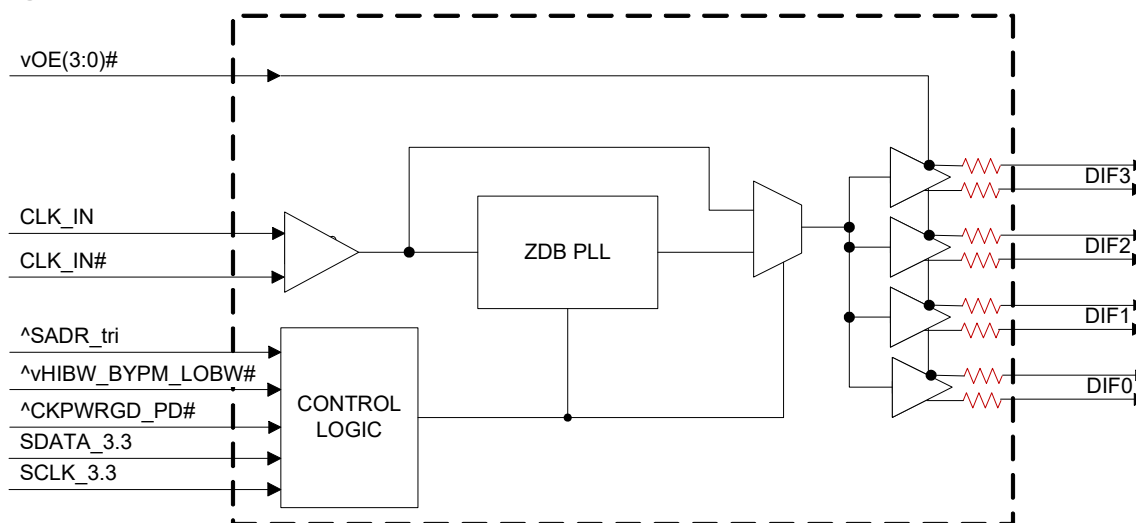 vOE(3:0)#
CLK_IN
CLK_IN#
ZDB PLL
DIF3
DIF2
DIF1
DIF0
^SADR_tri
^vHIBW_BYPM_LOBW#
^CKPWRGD_PD#
SDATA_3.3
SCLK_3.3
CONTROL
LOGIC